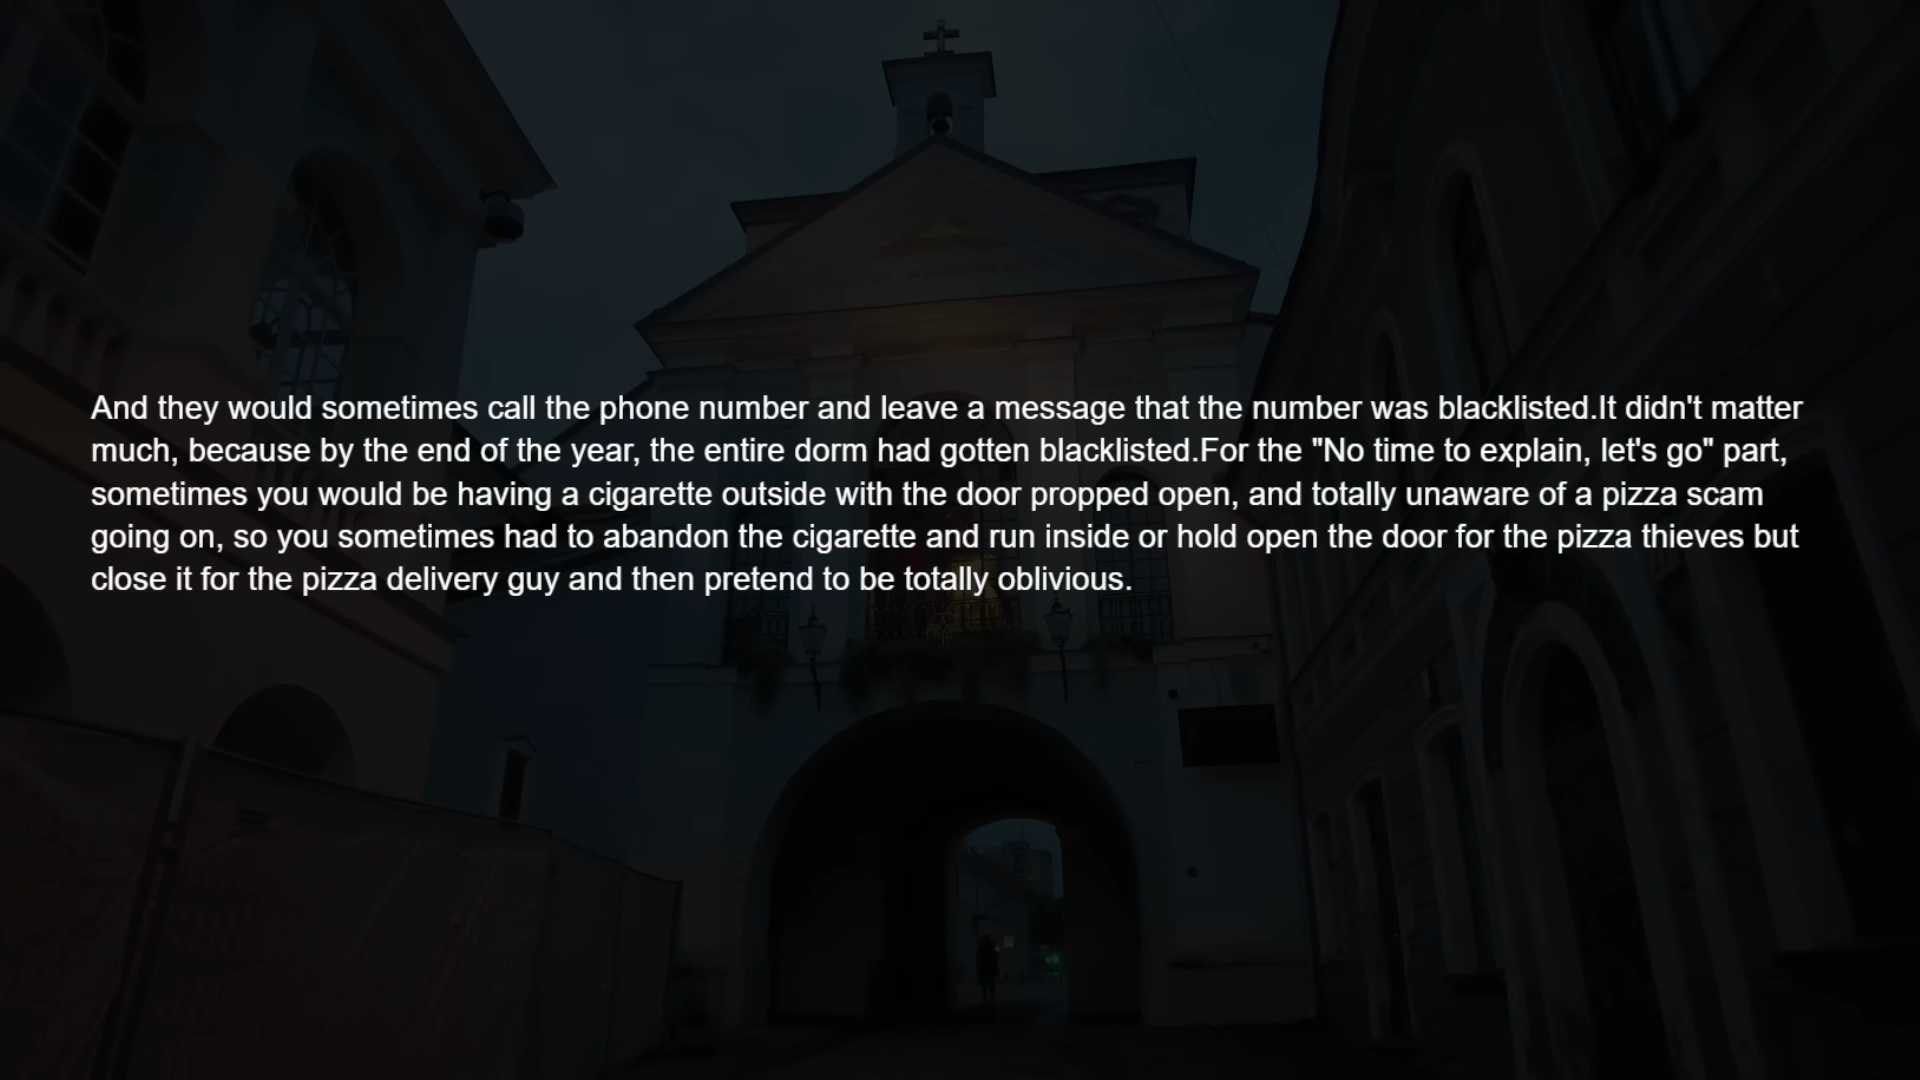 And they would sometimes call the phone number and leave a message that the number was blacklisted.It didn't matter
much, because by the end of the year, the entire dorm had gotten blacklisted.For the "No time to explain, let's go" part,
sometimes you would be having a cigarette outside with the door propped open, and totally unaware of a pizza scam
going on, so you sometimes had to abandon the cigarette and run inside or hold open the door for the pizza thieves but
close it for the pizza delivery guy and then pretend to be totally oblivious.